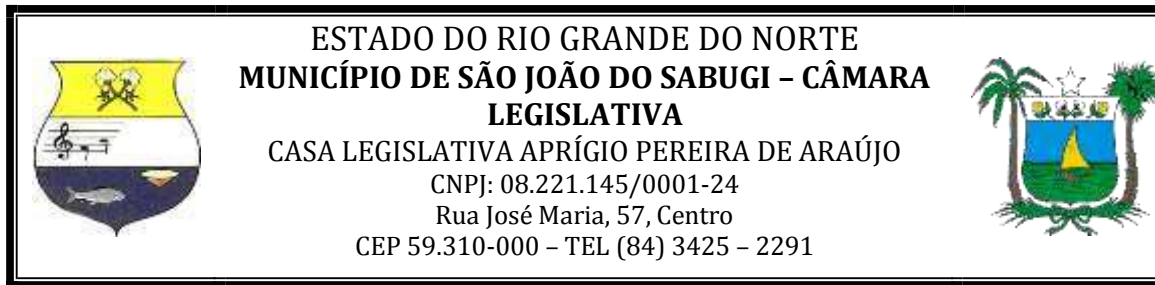 ESTADO DO RIO GRANDE DO NORTE
MUNICÍPIO DE SÃO JOÃO DO SABUGI – CÂMARA
LEGISLATIVA
CASA LEGISLATIVA APRÍGIO PEREIRA DE ARAÚJO
CNPJ: 08.221.145/0001-24
Rua José Maria, 57, Centro
CEP 59.310-000 – TEL (84) 3425 – 2291